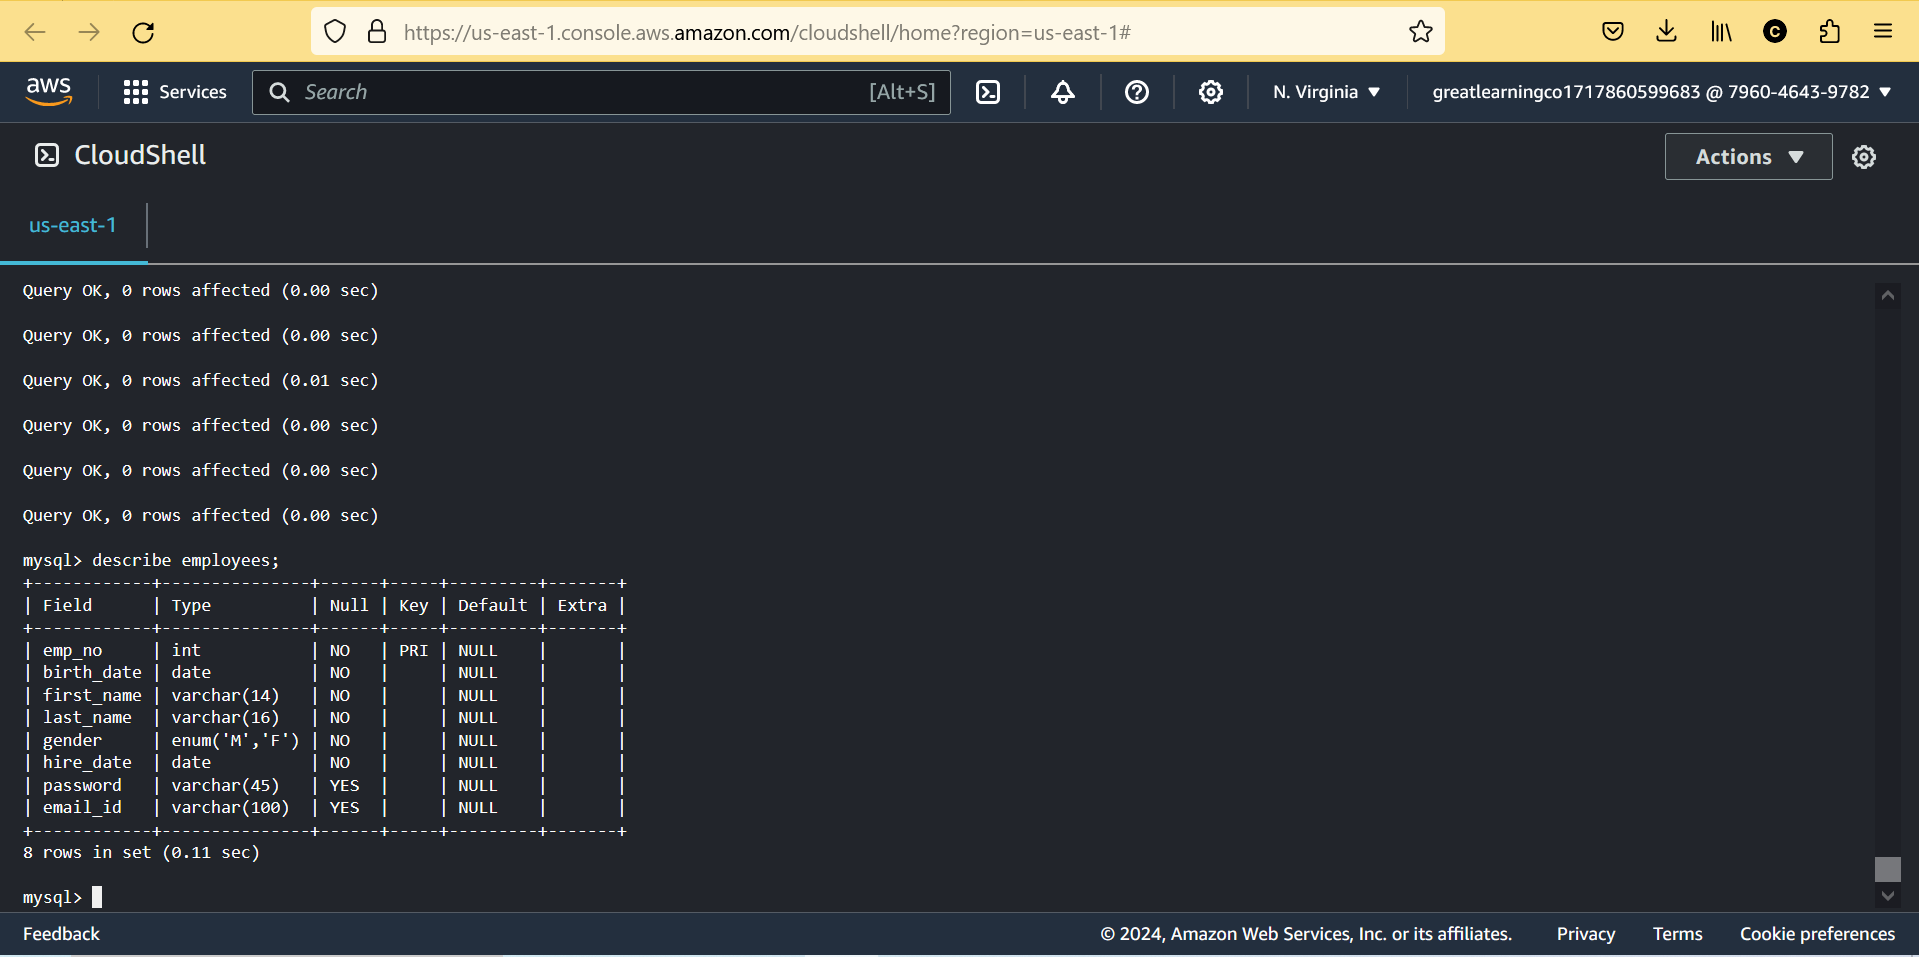 https://us-east-1.console.aws.amazon.com/cloudshell/home?region=us-east-1#
C
aws
Services
Search
[Alt+S]
N. Virginia
greatlearningco1717860599683 @ 7960-4643-9782
CloudShell
Actions
us-east-1
Query OK, 0 rows affected (0.00 sec)
Query OK, 0 rows affected (0.00 sec)
Query OK, 0 rows affected (0.01 sec)
Query OK, 0 rows affected (0.00 sec)
Query OK, 0 rows affected (0.00 sec)
Query OK, 0 rows affected (0.00 sec)
mysql> describe employees;
+------------+---------------+------+-----+---------+-------+
| Field      | Type          | Null | Key | Default | Extra |
+------------+---------------+------+-----+---------+-------+
| emp_no     | int           | NO   | PRI | NULL    |       |
| birth_date | date          | NO   |     | NULL    |       |
| first_name | varchar(14)   | NO   |     | NULL    |       |
| last_name  | varchar(16)   | NO   |     | NULL    |       |
| gender     | enum('M','F') | NO   |     | NULL    |       |
| hire_date  | date          | NO   |     | NULL    |       |
| password   | varchar(45)   | YES  |     | NULL    |       |
| email_id   | varchar(100)  | YES  |     | NULL    |       |
+------------+---------------+------+-----+---------+-------+
8 rows in set (0.11 sec)
mysql>
Feedback
© 2024, Amazon Web Services, Inc. or its affiliates.
Privacy
Terms
Cookie preferences